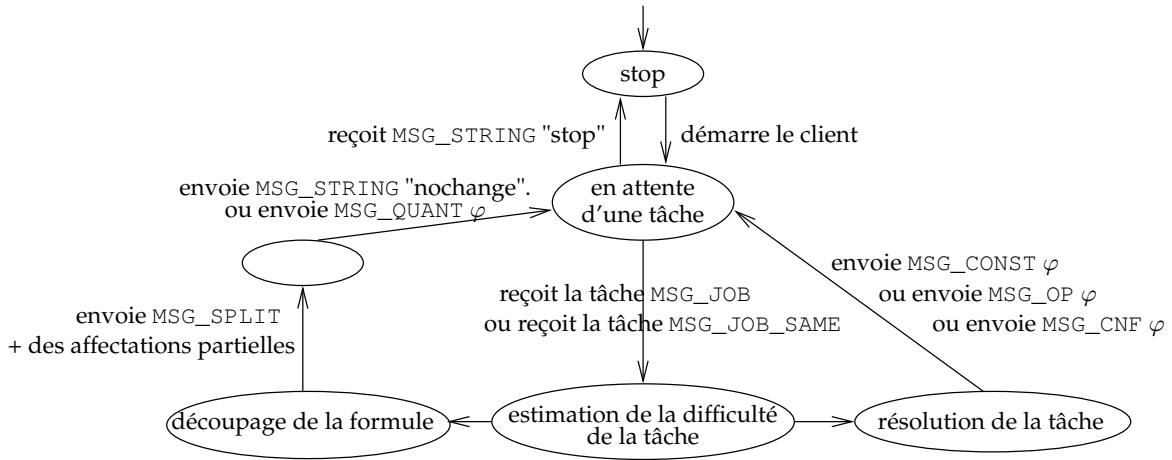 stop
reçoit MSG_STRING "stop"
démarre le client
envoie MSG_STRING "nochange".
ou envoie MSG_QUANT φ
en attente
d'une tâche
envoie MSG_CONST φ
ou envoie MSG_OP φ
ou envoie MSG_CNF φ
reçoit la tâche MSG_JOB
ou reçoit la tâche MSG_JOB_SAME
envoie MSG_SPLIT
+ des affectations partielles
découpage de la formule
estimation de la difficulté
de la tâche
résolution de la tâche